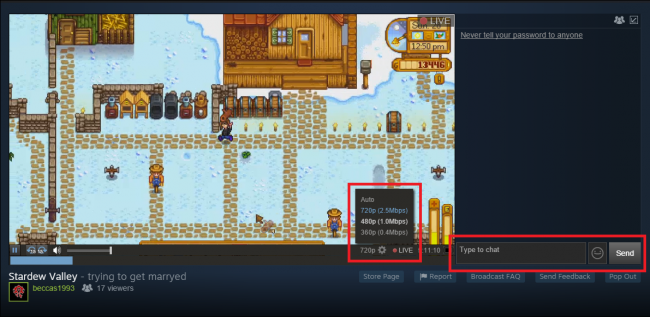 LIVE
12:50 pm
13446
Never tell your password to anyone
Auto
720p (2.5Mbps)
480p (1.0Mbps)
360p (0.4Mbps)
720p
LIVE
Type to chat
Send
Stardew Valley - trying to get marryed
beccas1993
17 viewers
Store Page
Report
Broadcast FAQ
Send Feedback
Pop Out